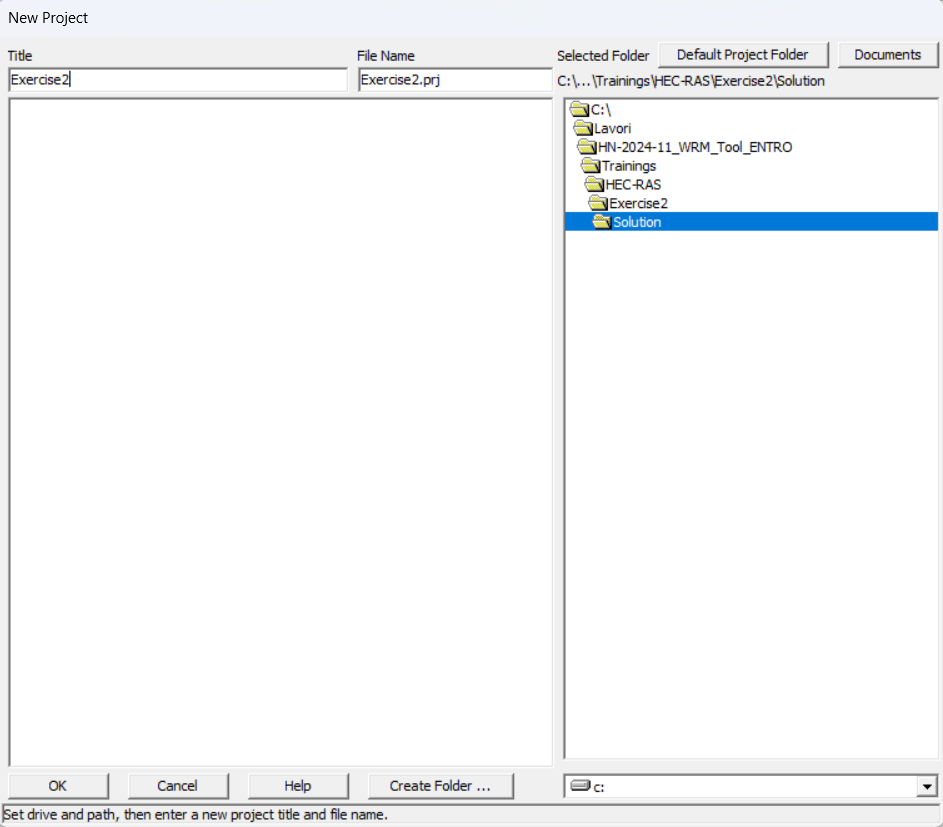 New Project
Title File Name Selected Folder Default Project Folder Documents
Exercise2 Exercise2.prj C:\...\Trainings\HEC-RAS\Exercise2\Solution
C:\
Lavori
HN-2024-11_WRM_Tool_ENTRO
Trainings
HEC-RAS
Exercise2
Solution
OK Cancel Help Create Folder ... c:
Set drive and path, then enter a new project title and file name.